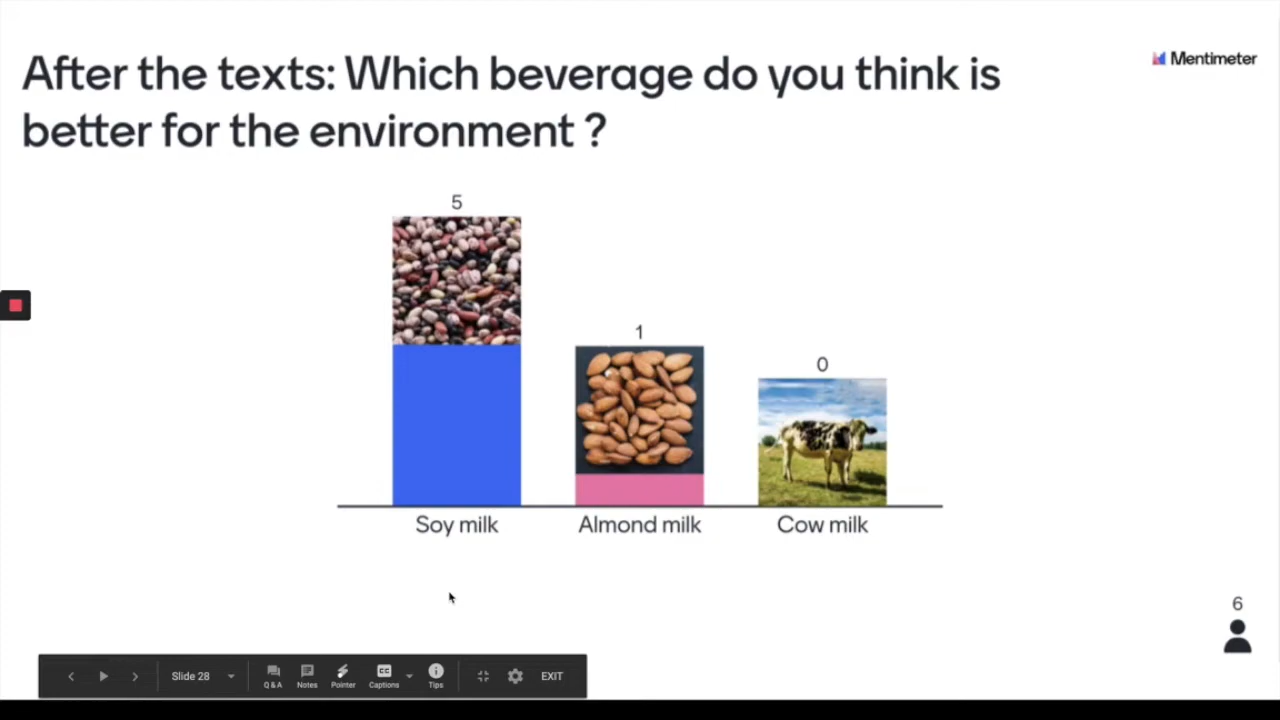 After the texts: Which beverage do you think is
better for the environment ?
Mentimeter
5
1
0
Soy milk
Almond milk
Cow milk
6
Slide 28
Q&A
Notes
Pointer
CC
Captions
Tips
EXIT